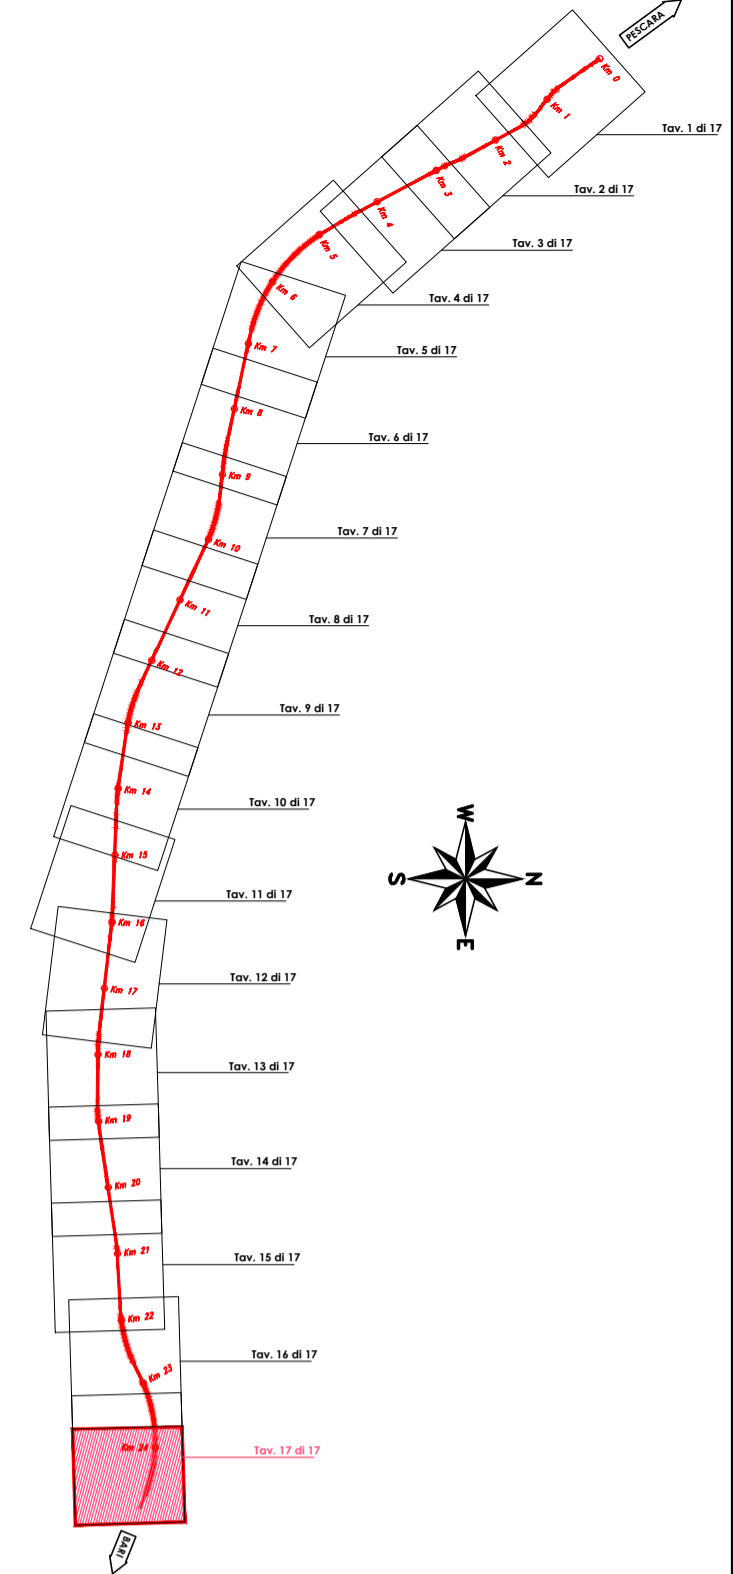 PESCARA
Km 0
Km 1
Tav. 1 di 17
Km 2
Km 3
Tav. 2 di 17
Km 4
Km 5
Tav. 3 di 17
Km 6
Tav. 4 di 17
Km 7
Tav. 5 di 17
Km 8
Tav. 6 di 17
Km 9
Tav. 7 di 17
Km 10
Km 11
Tav. 8 di 17
Km 12
Tav. 9 di 17
Km 13
Km 14
Tav. 10 di 17
W
S
N
E
Km 15
Tav. 11 di 17
Km 16
Tav. 12 di 17
Km 17
Km 18
Tav. 13 di 17
Km 19
Tav. 14 di 17
Km 20
Km 21
Tav. 15 di 17
Km 22
Tav. 16 di 17
Km 23
Km 24
Tav. 17 di 17
BARI